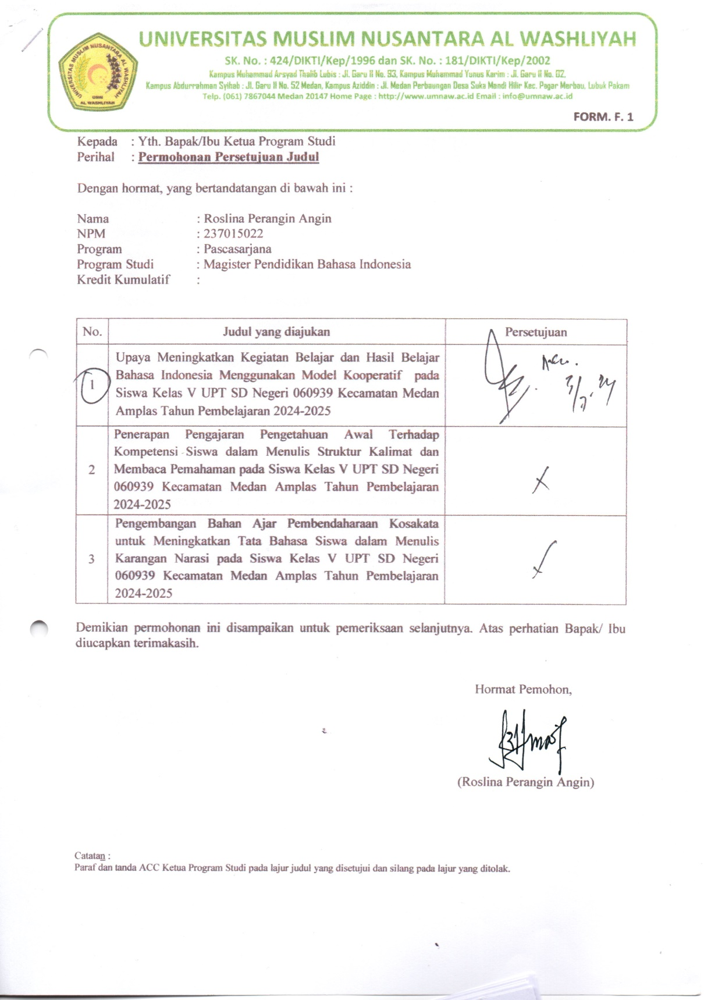 UNIVERSITAS MUSLIM NUSANTARA AL WASHLIYAH
UNIVERSITAS MUSLIM NUSANTARA AL WASHLIYAH
UMN
AL WASHLIYAH
SK. No. : 424/DIKTI/Kep/1996 dan SK. No. : 181/DIKTI/Kep/2002
Kampus Muhammad Arsyad Thalib Lubis : Jl. Garu II No. 93, Kampus Muhammad Yunus Karim : Jl. Garu II No. 02,
Kampus Abdurrahman Syihab : Jl. Garu II No. 52 Medan, Kampus Aziddin : Jl. Medan Perbaungan Desa Suka Mandi Hilir Kec. Pagar Merbau, Lubuk Pakam
Telp. (061) 7867044 Medan 20147 Home Page : http://www.umnaw.ac.id Email : info@umnaw.ac.id
FORM. F. 1
Kepada : Yth. Bapak/Ibu Ketua Program Studi
Perihal : Permohonan Persetujuan Judul
Dengan hormat, yang bertandatangan di bawah ini :
Nama : Roslina Perangin Angin
NPM : 237015022
Program : Pascasarjana
Program Studi : Magister Pendidikan Bahasa Indonesia
Kredit Kumulatif :
No. Judul yang diajukan Persetujuan
1
Upaya Meningkatkan Kegiatan Belajar dan Hasil Belajar
Bahasa Indonesia Menggunakan Model Kooperatif pada
Siswa Kelas V UPT SD Negeri 060939 Kecamatan Medan
Amplas Tahun Pembelajaran 2024-2025
Acc.
2
Penerapan Pengajaran Pengetahuan Awal Terhadap
Kompetensi Siswa dalam Menulis Struktur Kalimat dan
Membaca Pemahaman pada Siswa Kelas V UPT SD Negeri
060939 Kecamatan Medan Amplas Tahun Pembelajaran
2024-2025
3
Pengembangan Bahan Ajar Pembendaharaan Kosakata
untuk Meningkatkan Tata Bahasa Siswa dalam Menulis
Karangan Narasi pada Siswa Kelas V UPT SD Negeri
060939 Kecamatan Medan Amplas Tahun Pembelajaran
2024-2025
Demikian permohonan ini disampaikan untuk pemeriksaan selanjutnya. Atas perhatian Bapak/ Ibu
diucapkan terimakasih.
Hormat Pemohon,
(Roslina Perangin Angin)
Catatan :
Paraf dan tanda ACC Ketua Program Studi pada lajur judul yang disetujui dan silang pada lajur yang ditolak.